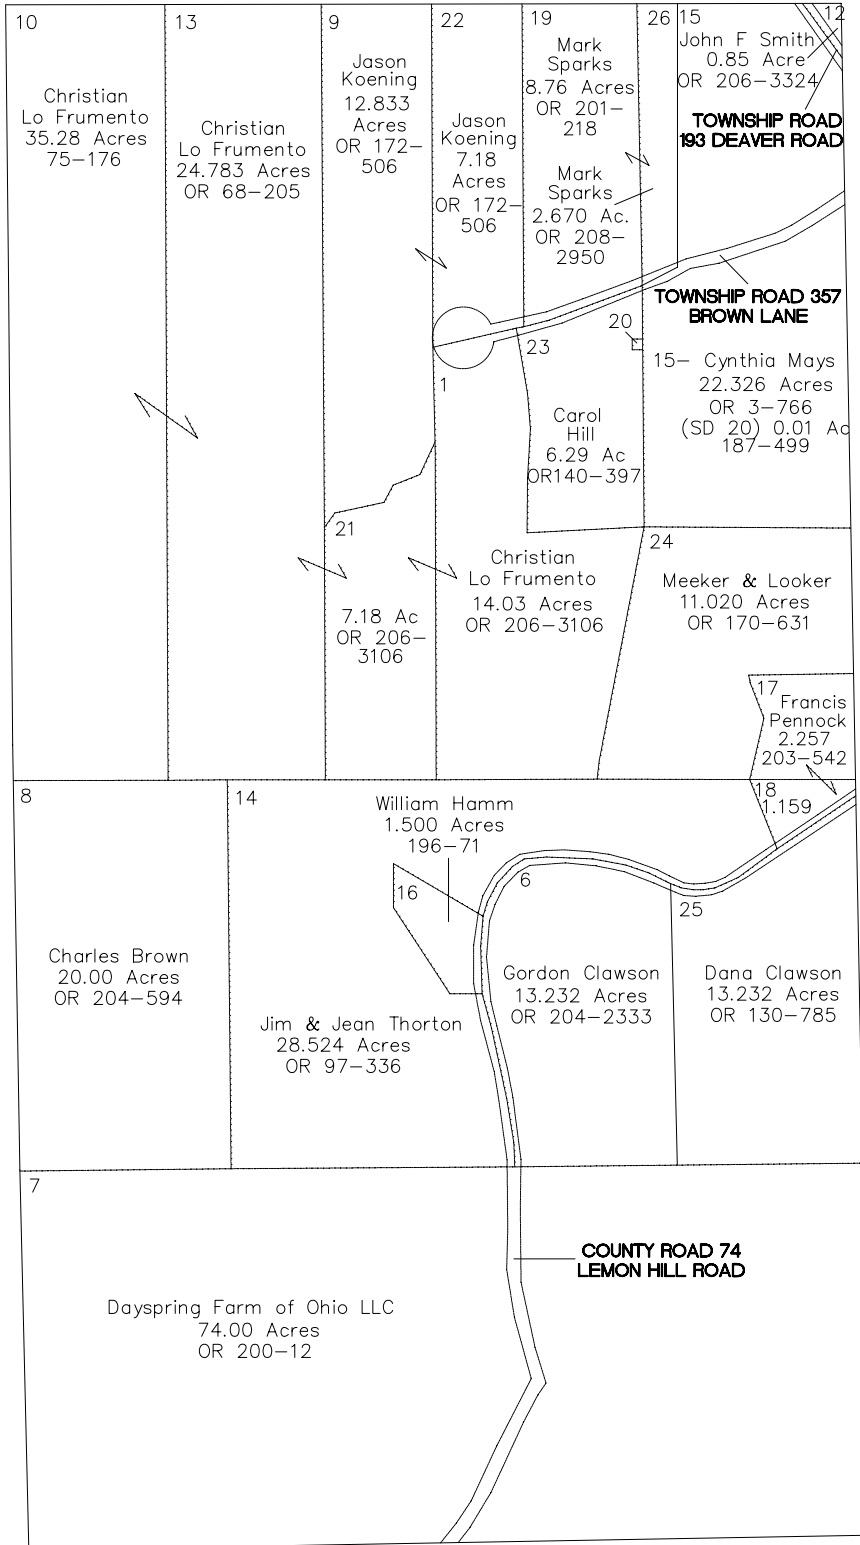 10
13
9
22
19
26
15
12
Christian
Lo Frumento
35.28 Acres
75-176
Christian
Lo Frumento
24.783 Acres
OR 68-205
Jason
Koening
12.833
Acres
OR 172-
506
Jason
Koening
7.18
Acres
OR 172-
506
Mark
Sparks
8.76 Acres
OR 201-
218
Mark
Sparks
2.670 Ac.
OR 208-
2950
John F Smith
0.85 Acre
OR 206-3324
TOWNSHIP ROAD
193 DEAVER ROAD
TOWNSHIP ROAD 357
BROWN LANE
1
23
20
15- Cynthia Mays
22.326 Acres
OR 3-766
(SD 20) 0.01 Ac
187-499
Carol
Hill
6.29 Ac
OR140-397
21
7.18 Ac
OR 206-
3106
Christian
Lo Frumento
14.03 Acres
OR 206-3106
24
Meeker & Looker
11.020 Acres
OR 170-631
17
Francis
Pennock
2.257
203-542
18
1.159
8
14
William Hamm
1.500 Acres
196-71
16
6
25
Charles Brown
20.00 Acres
OR 204-594
Jim & Jean Thorton
28.524 Acres
OR 97-336
Gordon Clawson
13.232 Acres
OR 204-2333
Dana Clawson
13.232 Acres
OR 130-785
7
COUNTY ROAD 74
LEMON HILL ROAD
Dayspring Farm of Ohio LLC
74.00 Acres
OR 200-12